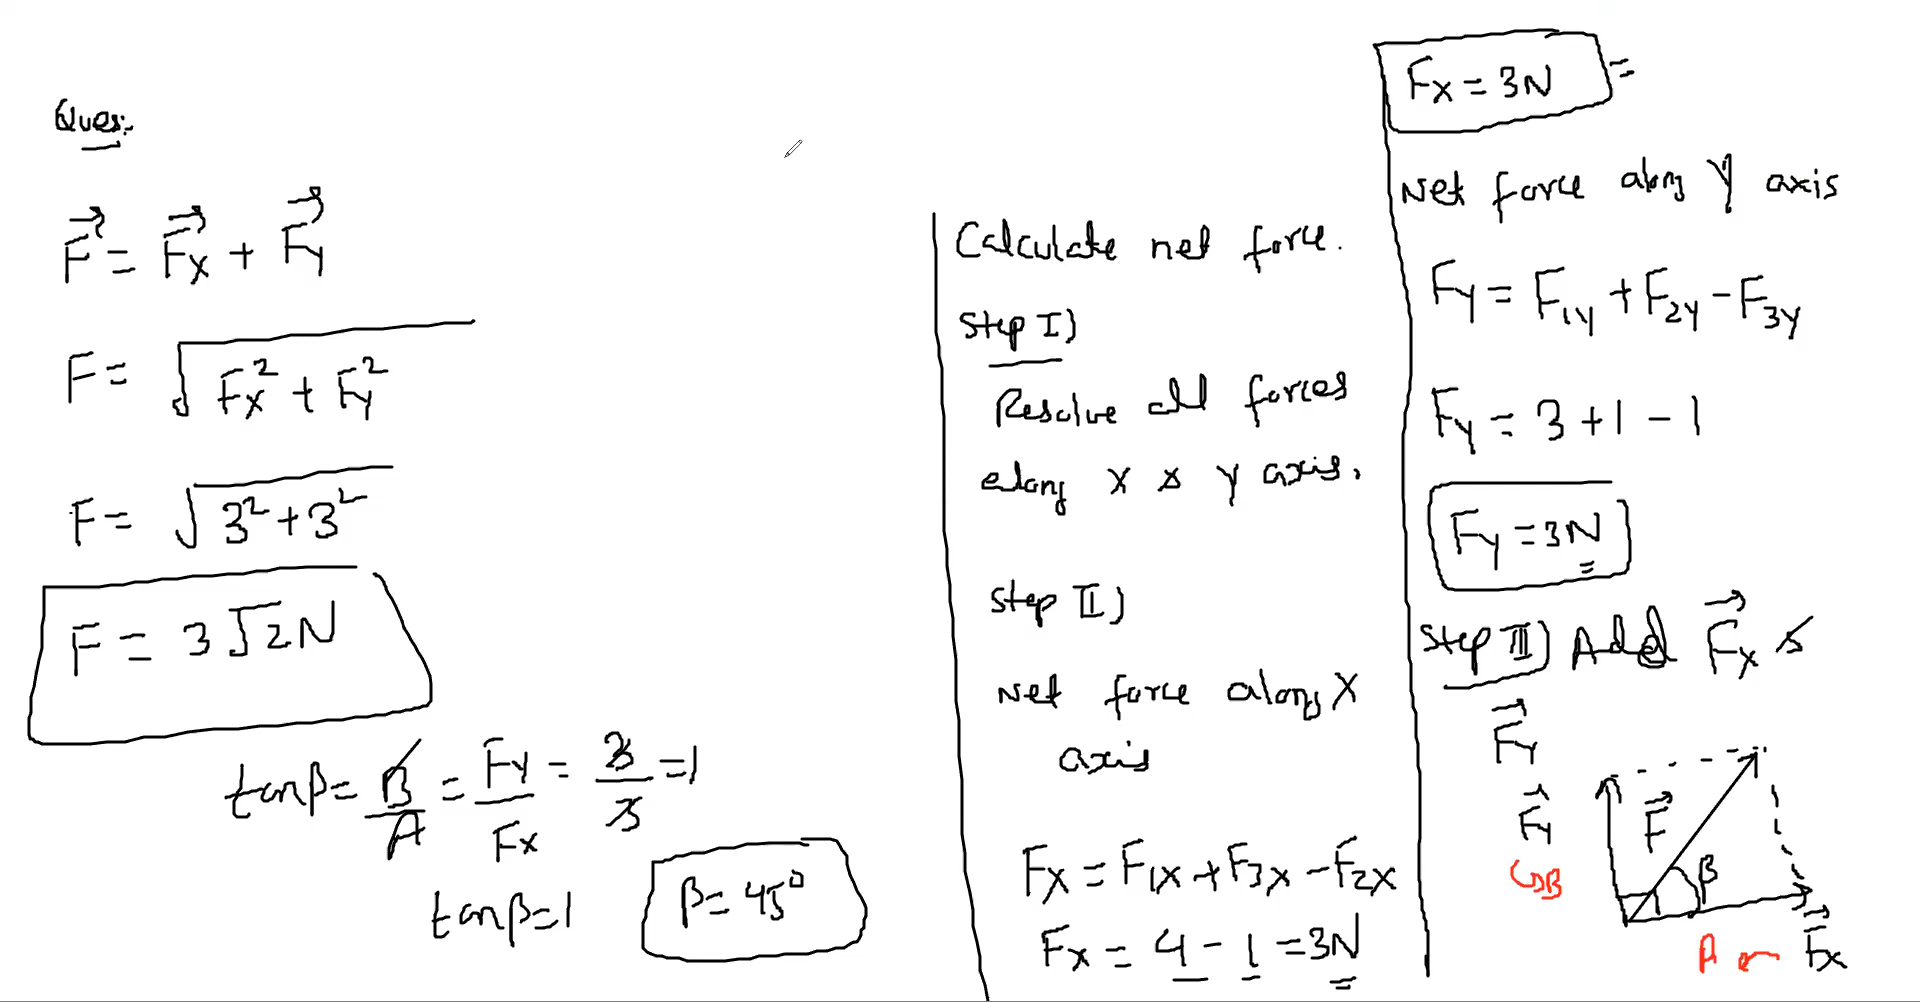 Ques:
F⃗ = F⃗x + F⃗y
F = √(Fx² + Fy²)
F = √(3² + 3²)
F = 3√2 N
tanβ = B/A = Fy/Fx = 3/3 = 1
tanβ = 1
β = 45°
Calculate net force.
Step I)
Resolve all forces
along X & Y axis.
Step II)
Net force along X
axis
Fx = F1x + F3x - F2x
Fx = 4 - 1 = 3N
Fx = 3N
Net force along Y axis
Fy = F1y + F2y - F3y
Fy = 3 + 1 - 1
Fy = 3N
Step III) Add F⃗x &
F⃗y
F⃗y
F⃗
β
B
A
F⃗x